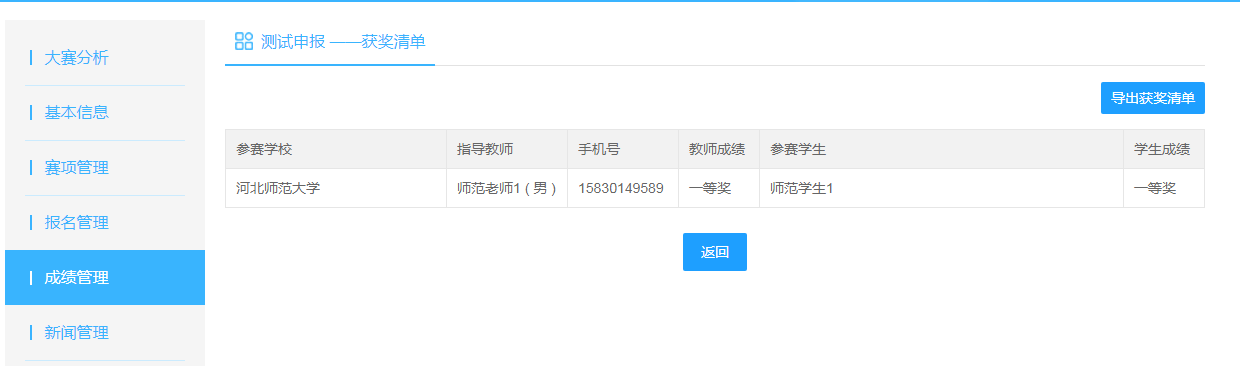 大赛分析
基本信息
赛项管理
报名管理
成绩管理
新闻管理
测试申报 ——获奖清单
导出获奖清单
参赛学校 指导教师 手机号 教师成绩 参赛学生 学生成绩
河北师范大学 师范老师1 ( 男 ) 15830149589 一等奖 师范学生1 一等奖
返回